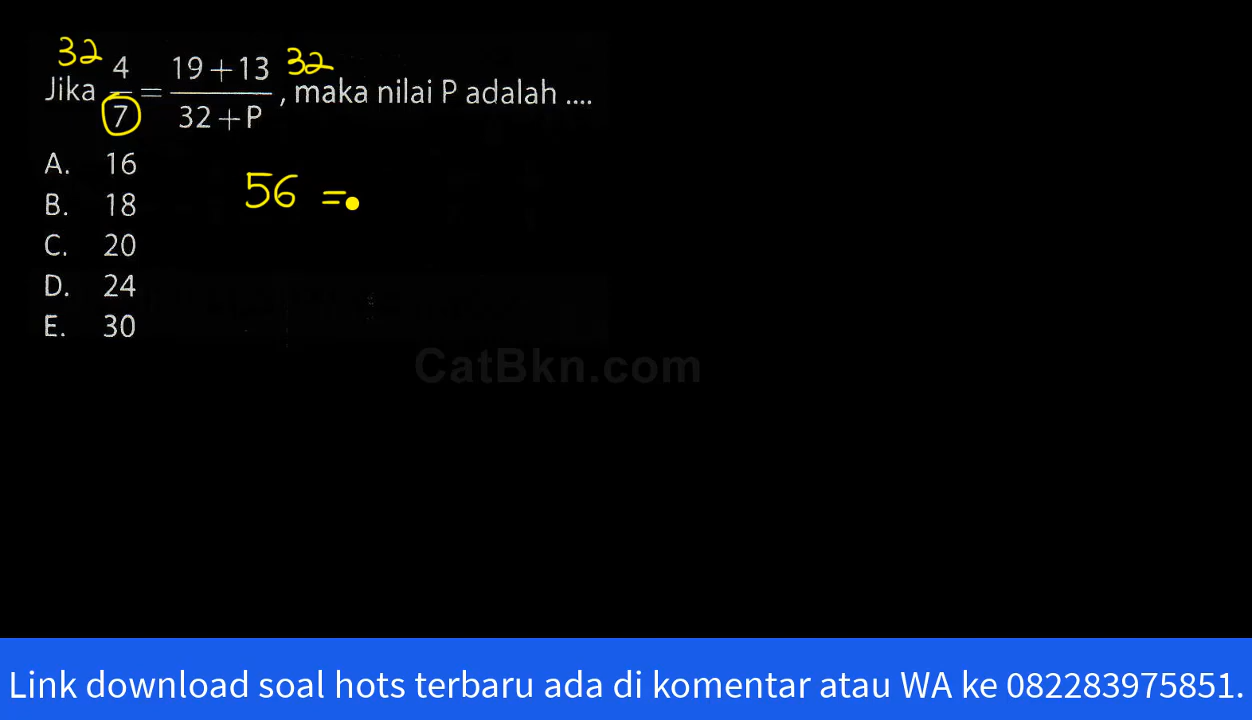 32 32
Jika 4/7 = (19+13)/(32+P), maka nilai P adalah ....
A. 16
B. 18
C. 20
D. 24
E. 30
56 =
CatBkn.com
Link download soal hots terbaru ada di komentar atau WA ke 082283975851.